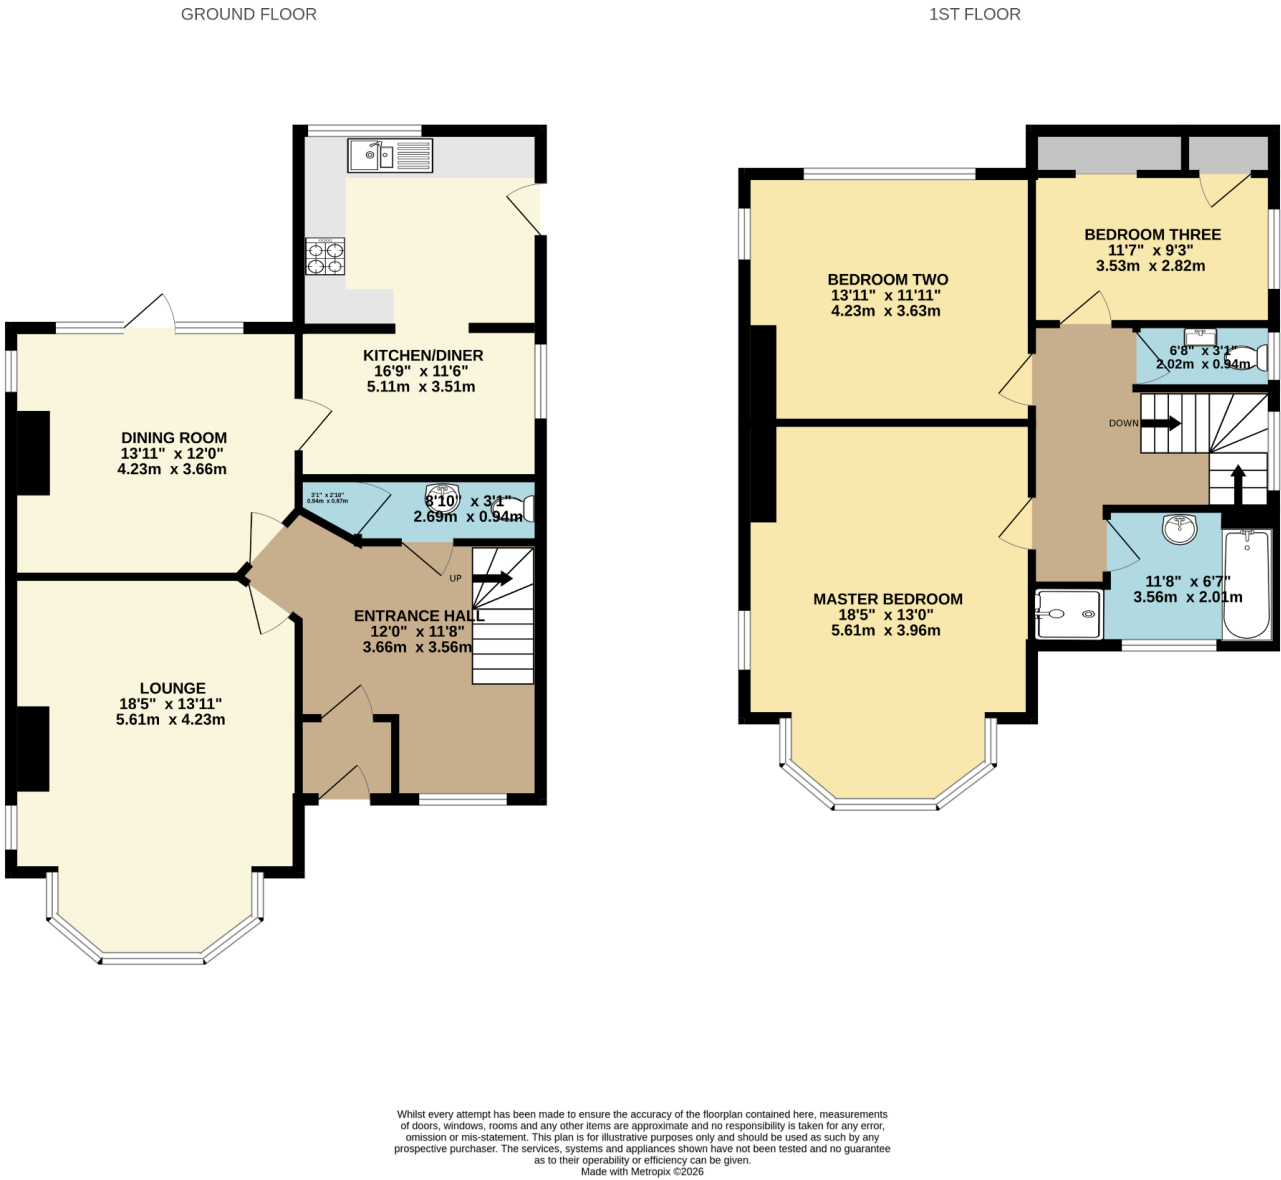 GROUND FLOOR
1ST FLOOR
KITCHEN/DINER
16'9" x 11'6"
5.11m x 3.51m
DINING ROOM
13'11" x 12'0"
4.23m x 3.66m
3'1" x 2'10"
0.94m x 0.87m
8'10" x 3'1"
2.69m x 0.94m
UP
ENTRANCE HALL
12'0" x 11'8"
3.66m x 3.56m
LOUNGE
18'5" x 13'11"
5.61m x 4.23m
BEDROOM TWO
13'11" x 11'11"
4.23m x 3.63m
BEDROOM THREE
11'7" x 9'3"
3.53m x 2.82m
6'8" x 3'1"
2.02m x 0.94m
DOWN
MASTER BEDROOM
18'5" x 13'0"
5.61m x 3.96m
11'8" x 6'7"
3.56m x 2.01m
Whilst every attempt has been made to ensure the accuracy of the floorplan contained here, measurements
of doors, windows, rooms and any other items are approximate and no responsibility is taken for any error,
omission or mis-statement. This plan is for illustrative purposes only and should be used as such by any
prospective purchaser. The services, systems and appliances shown have not been tested and no guarantee
as to their operability or efficiency can be given.
Made with Metropix ©2026